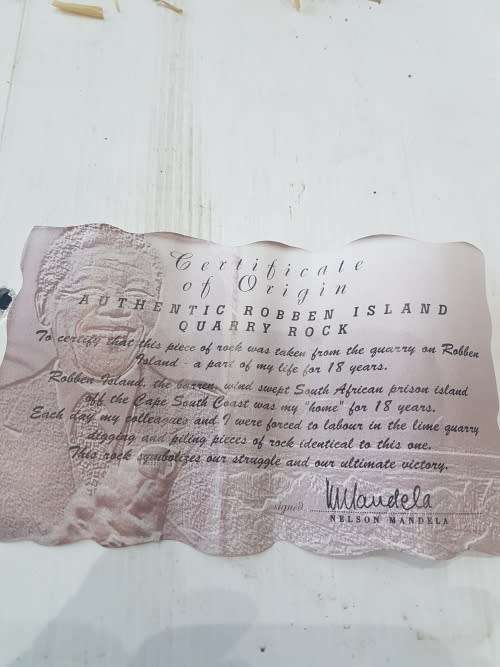 Certificate
of Origin
AUTHENTIC ROBBEN ISLAND
QUARRY ROCK
To certify that this piece of rock was taken from the quarry on Robben
Island - a part of my life for 18 years.
Robben Island, the barren, wind swept South African prison island
off the Cape South Coast was my "home" for 18 years.
Each day my colleagues and I were forced to labour in the lime quarry
digging and piling pieces of rock identical to this one.
This rock symbolizes our struggle and our ultimate victory.
signed NMandela
NELSON MANDELA